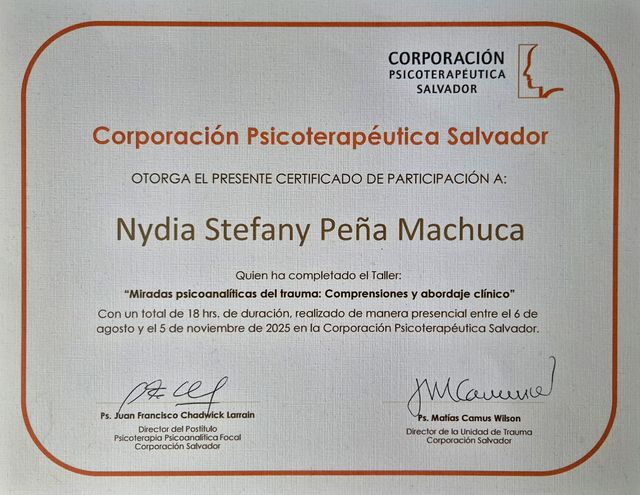 CORPORACIÓN
PSICOTERAPÉUTICA
SALVADOR
Corporación Psicoterapéutica Salvador
OTORGA EL PRESENTE CERTIFICADO DE PARTICIPACIÓN A:
Nydia Stefany Peña Machuca
Quien ha completado el Taller:
“Miradas psicoanalíticas del trauma: Comprensiones y abordaje clínico”
Con un total de 18 hrs. de duración, realizado de manera presencial entre el 6 de
agosto y el 5 de noviembre de 2025 en la Corporación Psicoterapéutica Salvador.
Ps. Juan Francisco Chadwick Larrain
Director del Postítulo
Psicoterapia Psicoanalítica Focal
Corporación Salvador
Ps. Matías Camus Wilson
Director de la Unidad de Trauma
Corporación Salvador